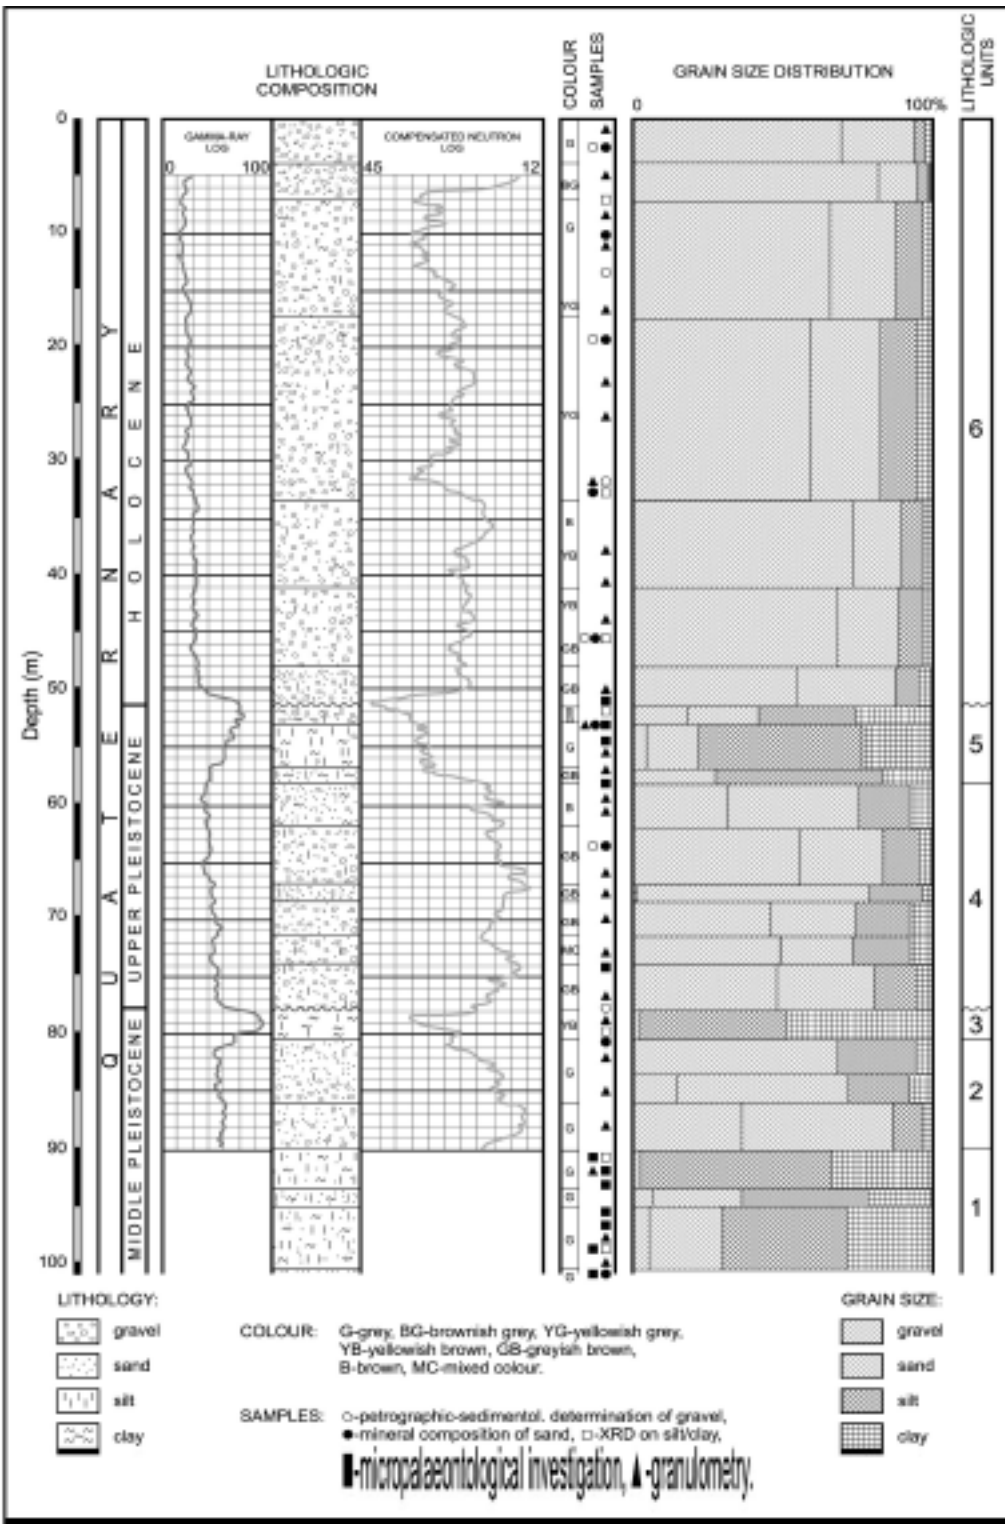 LITHOLOGIC
COMPOSITION
COLOUR
SAMPLES
GRAIN SIZE DISTRIBUTION
LITHOLOGIC
UNITS
0 100%
GAMMA-RAY
LOG
0 100
COMPENSATED NEUTRON
LOG
45 12
Depth (m)
0
10
20
30
40
50
60
70
80
90
100
QUATERNARY
HOLOCENE
UPPER PLEISTOCENE
MIDDLE PLEISTOCENE
G
BG
G
YG
YG
B
YB
YB
GB
GB
G
GB
B
GB
GB
GB
MC
GB
YB
G
G
G
G
G
G
6
5
4
3
2
1
LITHOLOGY:
gravel
sand
silt
clay
COLOUR: G-grey, BG-brownish grey, YG-yellowish grey,
YB-yellowish brown, GB-greyish brown,
B-brown, MC-mixed colour.
SAMPLES: ○-petrographic-sedimentol. determination of gravel,
●-mineral composition of sand, □-XRD on silt/clay,
■-micropalaeontological investigation, ▲-granulometry.
GRAIN SIZE:
gravel
sand
silt
clay